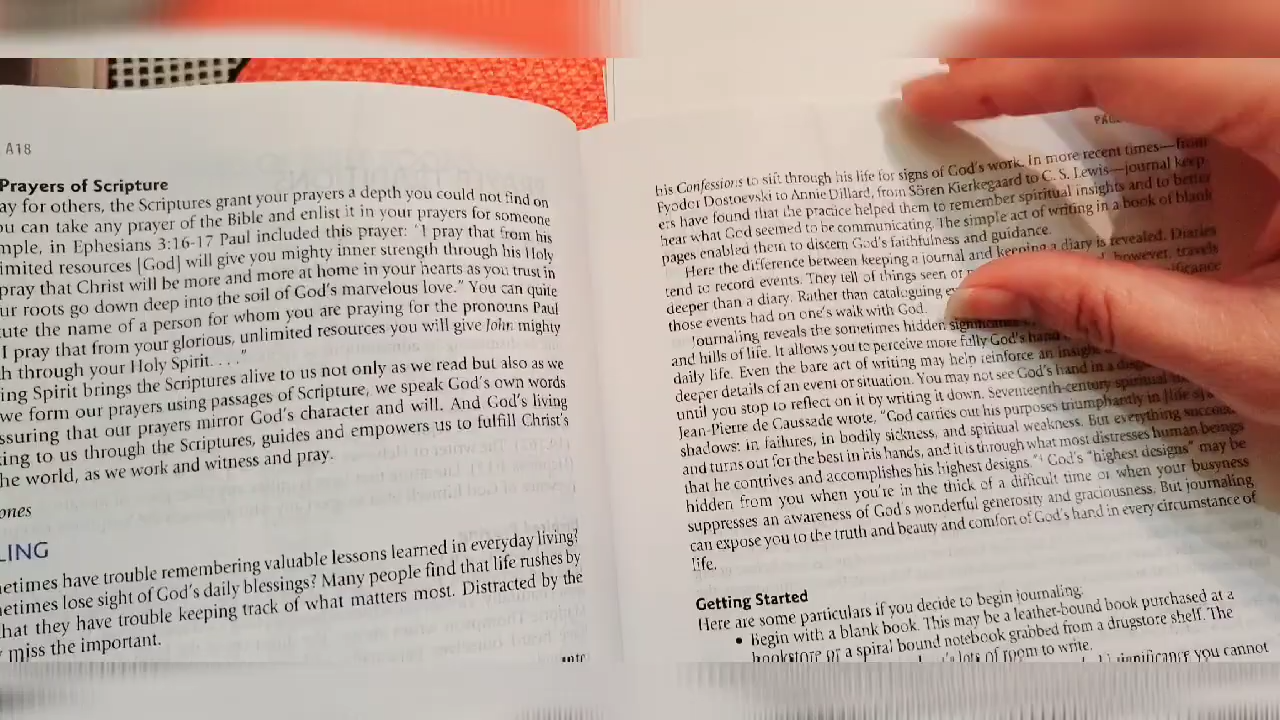 A18
Prayers of Scripture
ay for others, the Scriptures grant your prayers a depth you could not find on
ou can take any prayer of the Bible and enlist it in your prayers for someone
mple, in Ephesians 3:16-17 Paul included this prayer: "I pray that from his
imited resources [God] will give you mighty inner strength through his Holy
pray that Christ will be more and more at home in your hearts as you trust in
ur roots go down deep into the soil of God's marvelous love." You can quite
ute the name of a person for whom you are praying for the pronouns Paul
I pray that from your glorious, unlimited resources you will give John mighty
h through your Holy Spirit. . . ."
ing Spirit brings the Scriptures alive to us not only as we read but also as we
we form our prayers using passages of Scripture, we speak God's own words
ssuring that our prayers mirror God's character and will. And God's living
king to us through the Scriptures, guides and empowers us to fulfill Christ's
he world, as we work and witness and pray.
ones
LING
netimes have trouble remembering valuable lessons learned in everyday living?
netimes lose sight of God's daily blessings? Many people find that life rushes by
hat they have trouble keeping track of what matters most. Distracted by the
miss the important.
his Confessions to sift through his life for signs of God's work. In more recent times—from
Fyodor Dostoevski to Annie Dillard, from Sören Kierkegaard to C. S. Lewis—journal keep
ers have found that the practice helped them to remember spiritual insights and to better
hear what God seemed to be communicating. The simple act of writing in a book of blank
pages enabled them to discern God's faithfulness and guidance.
Here the difference between keeping a journal and keeping a diary is revealed. Diaries
tend to record events. They tell of things seen or however, travels
deeper than a diary. Rather than cataloguing
those events had on one's walk with God.
Journaling reveals the sometimes hidden
and hills of life. It allows you to perceive more fully God's hand
daily life. Even the bare act of writing may help reinforce an insight
deeper details of an event or situation. You may not see God's hand in a
until you stop to reflect on it by writing it down. Seventeenth-century spiritual
Jean-Pierre de Caussade wrote, "God carries out his purposes triumphantly in life's
shadows: in failures, in bodily sickness, and spiritual weakness. But everything
and turns out for the best in his hands, and it is through what most distresses human beings
that he contrives and accomplishes his highest designs." God's "highest designs" may be
hidden from you when you're in the thick of a difficult time or when your busyness
suppresses an awareness of God's wonderful generosity and graciousness. But journaling
can expose you to the truth and beauty and comfort of God's hand in every circumstance of
life.
Getting Started
Here are some particulars if you decide to begin journaling:
• Begin with a blank book. This may be a leather-bound book purchased at a
bookstore or a spiral bound notebook grabbed from a drugstore shelf. The
lots of room to write.
significance you cannot